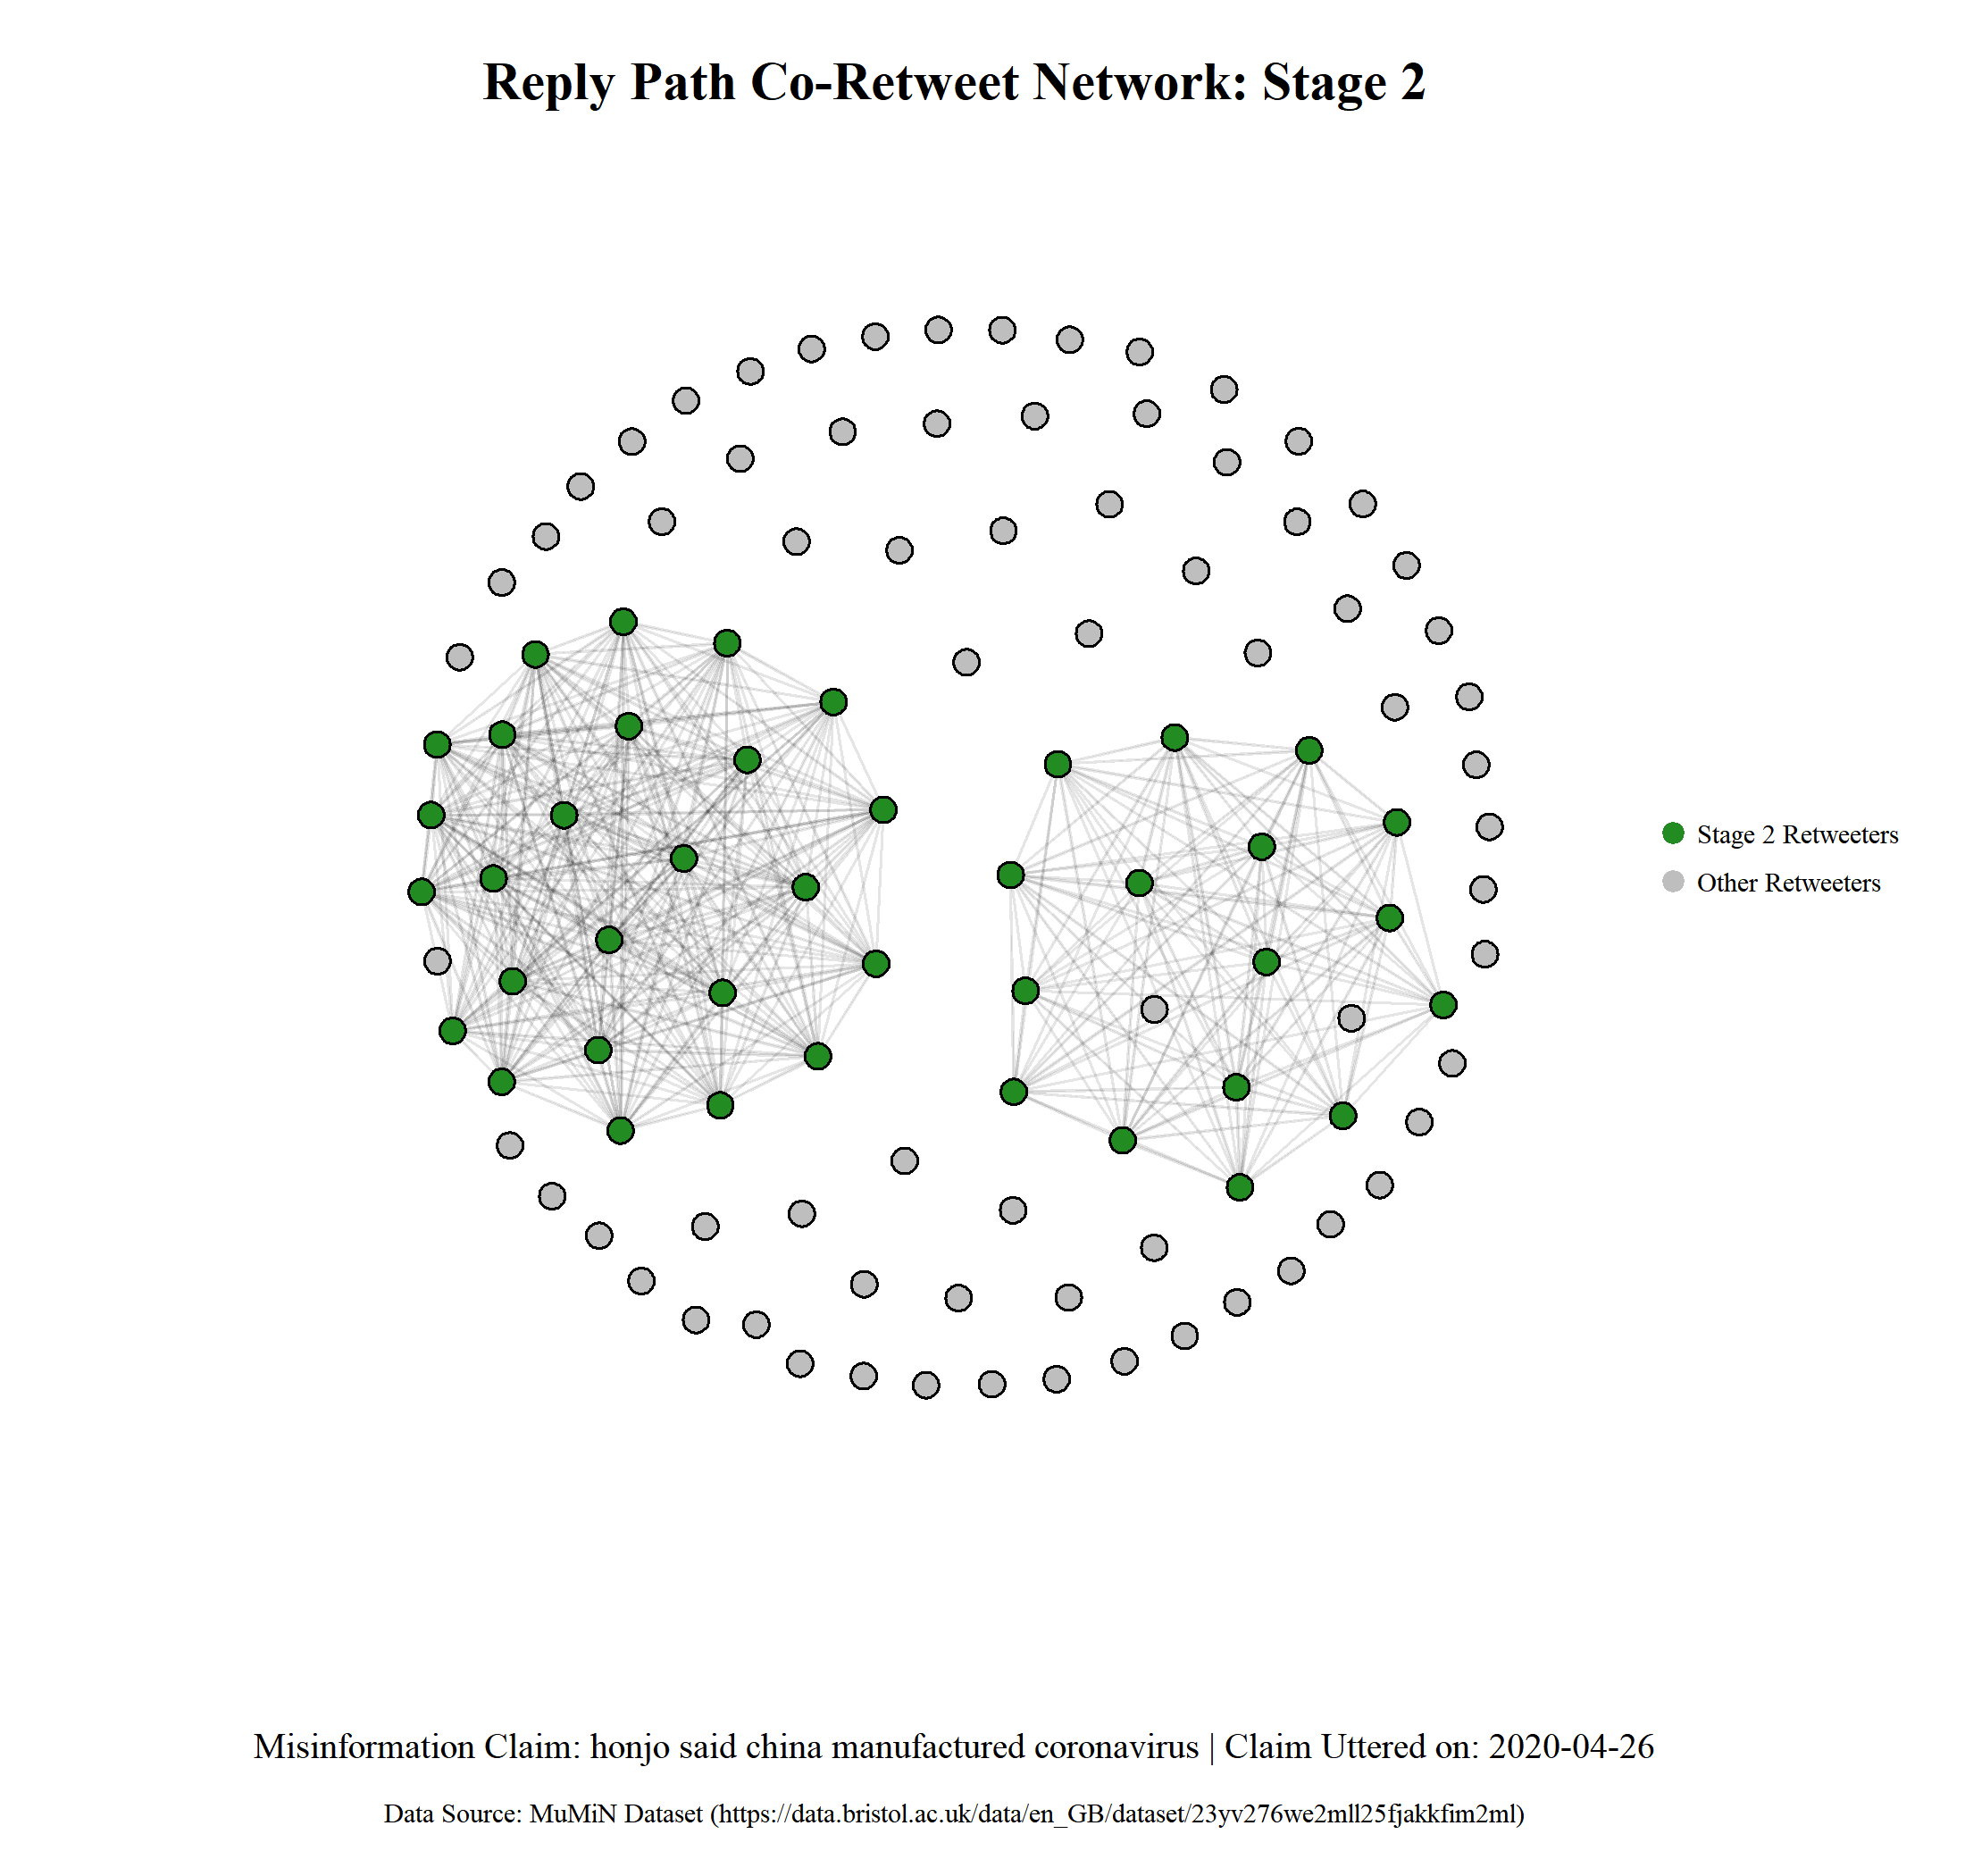 Reply Path Co-Retweet Network: Stage 2
Stage 2 Retweeters
Other Retweeters
Misinformation Claim: honjo said china manufactured coronavirus | Claim Uttered on: 2020-04-26
Data Source: MuMiN Dataset (https://data.bristol.ac.uk/data/en_GB/dataset/23yv276we2mll25fjakkfim2ml)